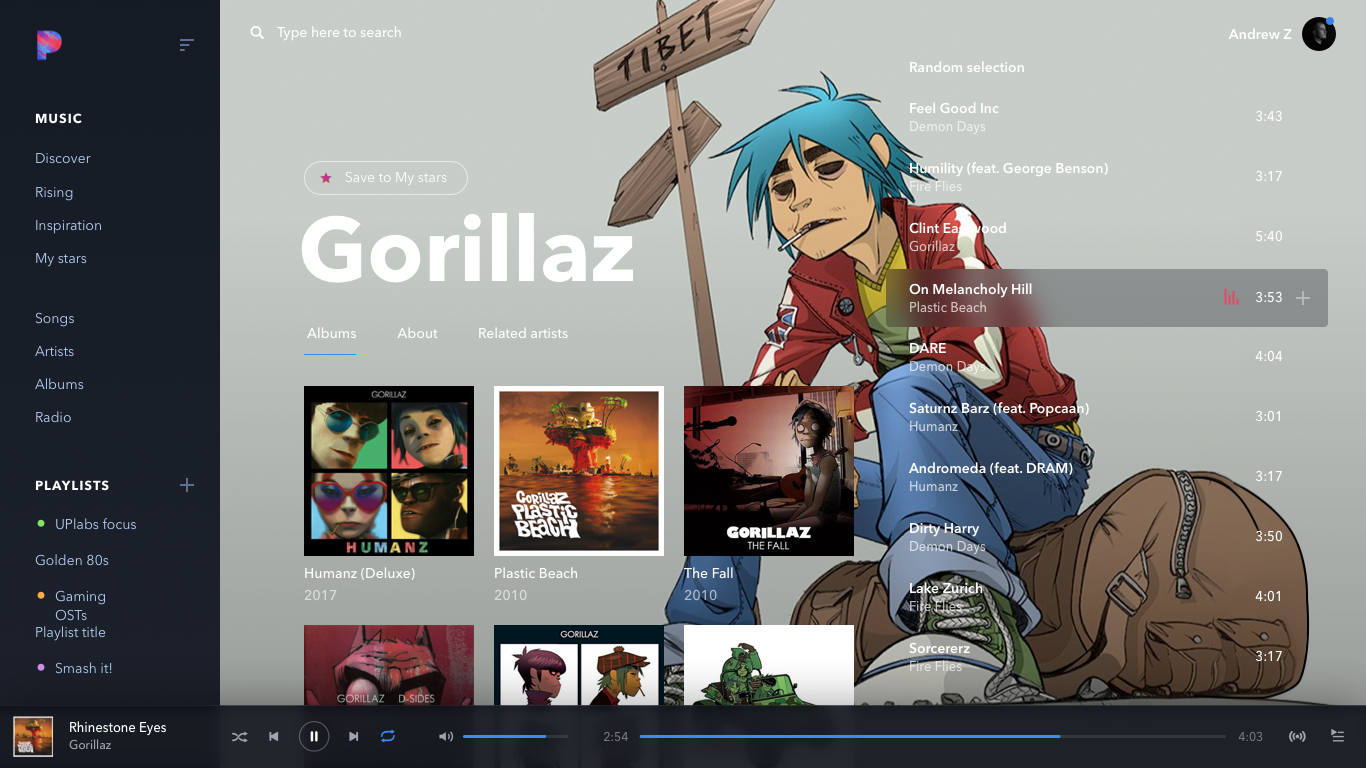 Type here to search
Andrew Z
MUSIC
Discover
Rising
Inspiration
My stars
Songs
Artists
Albums
Radio
PLAYLISTS
UPlabs focus
Golden 80s
Gaming
OSTs
Playlist title
Smash it!
TIBET
Save to My stars
Gorillaz
Albums
About
Related artists
GORILLAZ
HUMANZ
Humanz (Deluxe)
2017
GORILLAZ
PLASTIC
BEACH
Plastic Beach
2010
GORILLAZ
THE FALL
The Fall
2010
GORILLAZ D-SIDES
GORILLAZ
Random selection
Feel Good Inc
Demon Days
3:43
Humility (feat. George Benson)
Fire Flies
3:17
Clint Eastwood
Gorillaz
5:40
On Melancholy Hill
Plastic Beach
3:53
DARE
Demon Days
4:04
Saturnz Barz (feat. Popcaan)
Humanz
3:01
Andromeda (feat. DRAM)
Humanz
3:17
Dirty Harry
Demon Days
3:50
Lake Zurich
Fire Flies
4:01
Sorcererz
Fire Flies
3:17
Rhinestone Eyes
Gorillaz
2:54
4:03